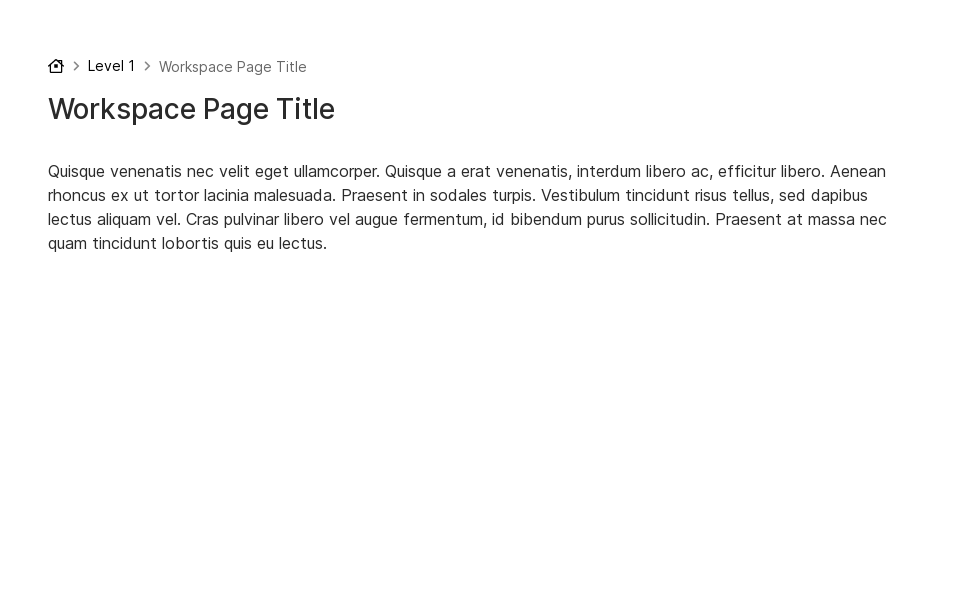 Level 1 Workspace Page Title
Workspace Page Title
Quisque venenatis nec velit eget ullamcorper. Quisque a erat venenatis, interdum libero ac, efficitur libero. Aenean
rhoncus ex ut tortor lacinia malesuada. Praesent in sodales turpis. Vestibulum tincidunt risus tellus, sed dapibus
lectus aliquam vel. Cras pulvinar libero vel augue fermentum, id bibendum purus sollicitudin. Praesent at massa nec
quam tincidunt lobortis quis eu lectus.